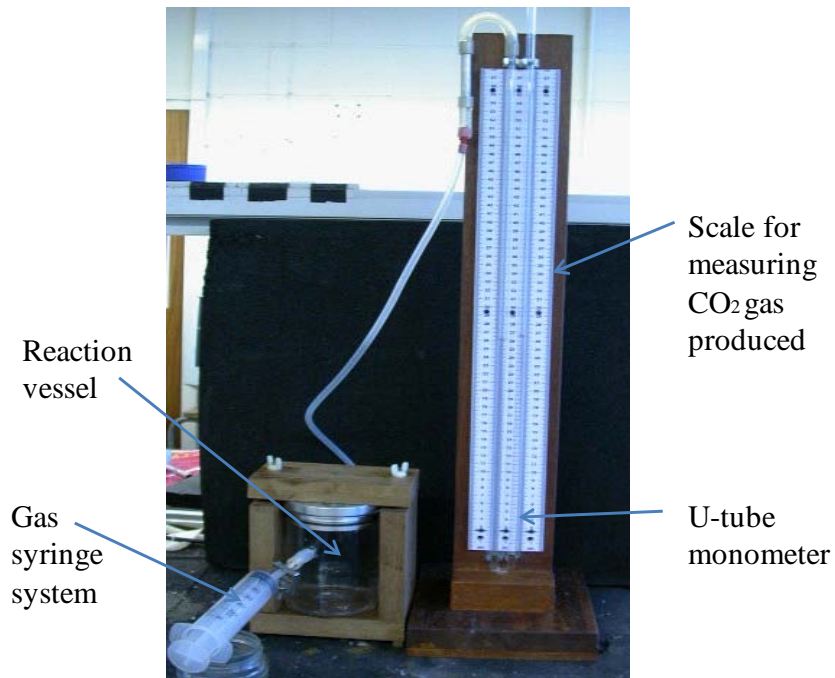 Scale for
measuring
CO₂ gas
produced
Reaction
vessel
Gas
syringe
system
U-tube
monometer